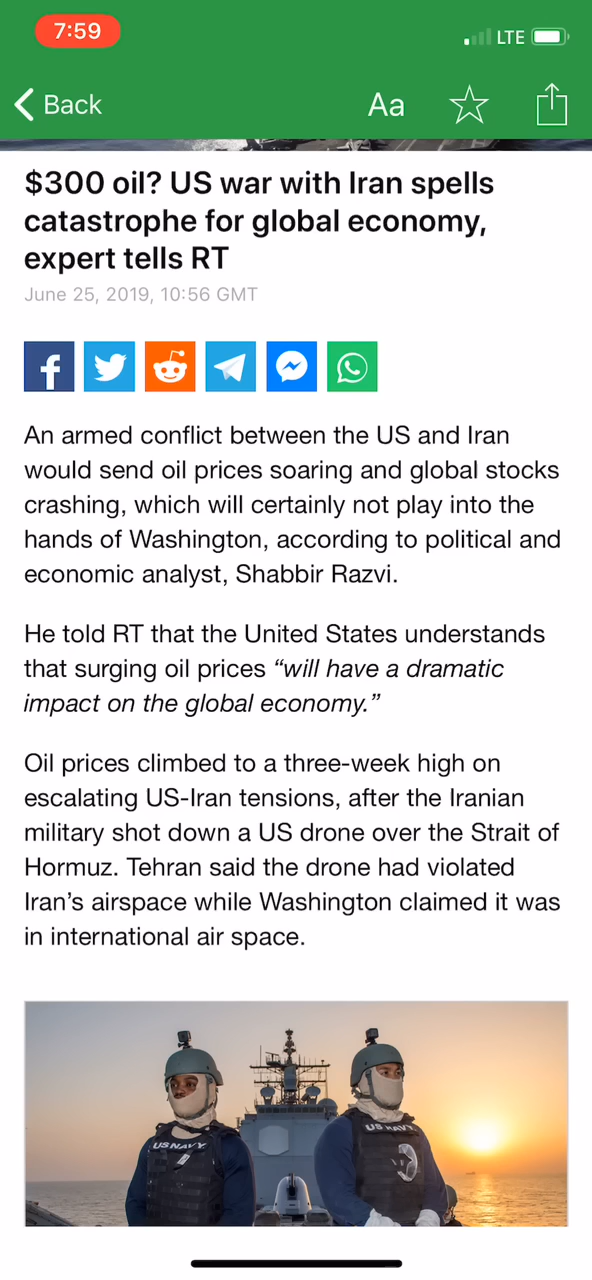 7:59
LTE
Back
Aa
$300 oil? US war with Iran spells
catastrophe for global economy,
expert tells RT
June 25, 2019, 10:56 GMT
An armed conflict between the US and Iran
would send oil prices soaring and global stocks
crashing, which will certainly not play into the
hands of Washington, according to political and
economic analyst, Shabbir Razvi.
He told RT that the United States understands
that surging oil prices “will have a dramatic
impact on the global economy.”
Oil prices climbed to a three-week high on
escalating US-Iran tensions, after the Iranian
military shot down a US drone over the Strait of
Hormuz. Tehran said the drone had violated
Iran’s airspace while Washington claimed it was
in international air space.
US NAVY
US NAVY